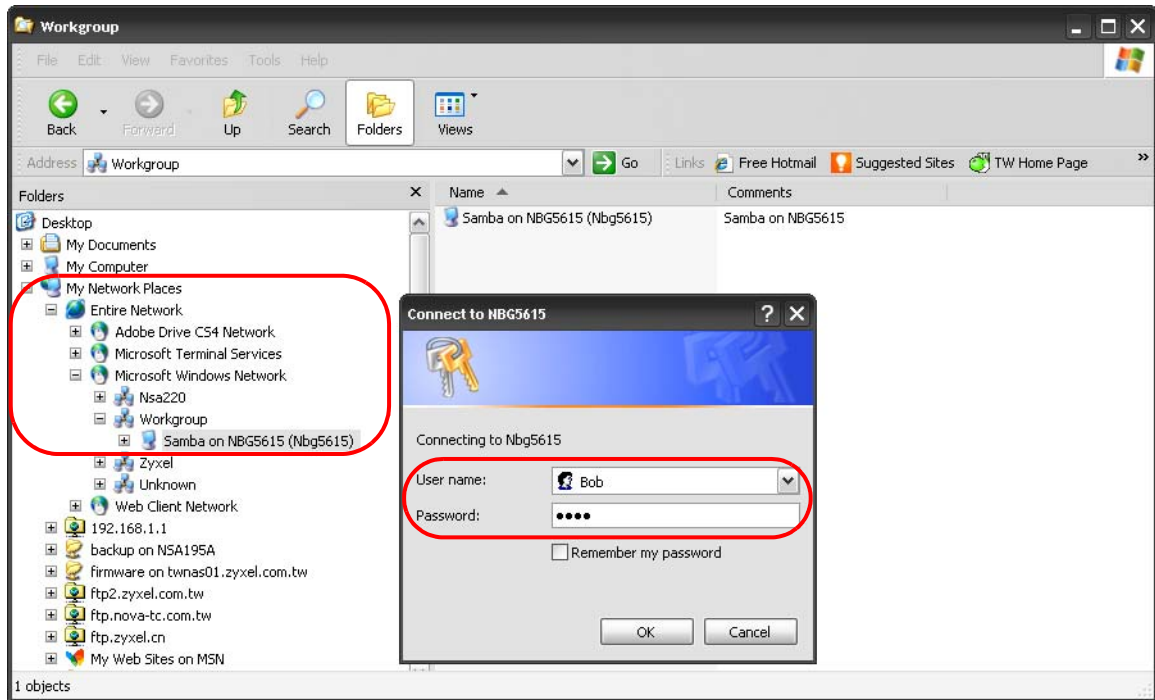 Workgroup
File Edit View Favorites Tools Help
Back Forward Up Search Folders Views
Address Workgroup Go Links Free Hotmail Suggested Sites TW Home Page »
Folders
Desktop
My Documents
My Computer
My Network Places
Entire Network
Adobe Drive CS4 Network
Microsoft Terminal Services
Microsoft Windows Network
Nsa220
Workgroup
Samba on NBG5615 (Nbg5615)
Zyxel
Unknown
Web Client Network
192.168.1.1
backup on NSA195A
firmware on twnas01.zyxel.com.tw
ftp2.zyxel.com.tw
ftp.nova-tc.com.tw
ftp.zyxel.cn
My Web Sites on MSN
Name Comments
Samba on NBG5615 (Nbg5615) Samba on NBG5615
Connect to NBG5615
Connecting to Nbg5615
User name: Bob
Password: ••••
Remember my password
OK Cancel
1 objects